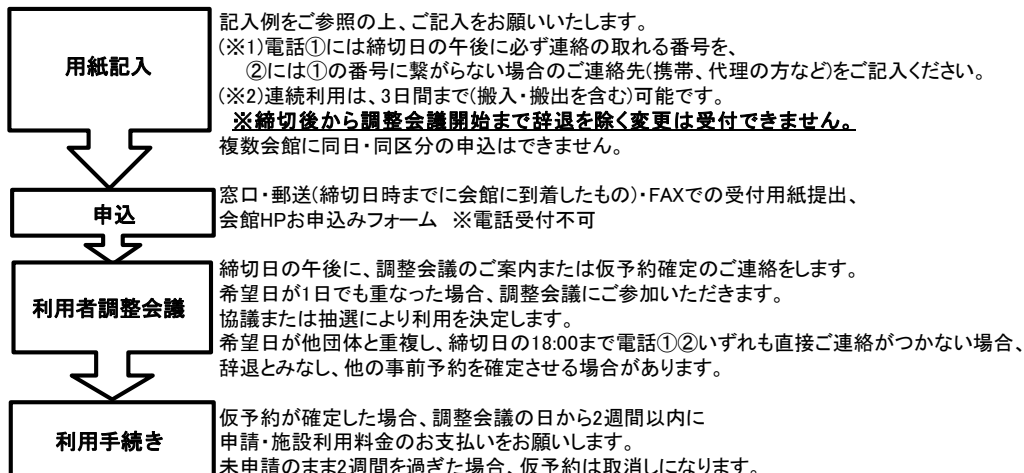 用紙記入
記入例をご参照の上、ご記入をお願いいたします。
(※1)電話①には締切日の午後に必ず連絡の取れる番号を、
②には①の番号に繋がらない場合のご連絡先(携帯、代理の方など)をご記入ください。
(※2)連続利用は、3日間まで(搬入・搬出を含む)可能です。
※締切後から調整会議開始まで辞退を除く変更は受付できません。
複数会館に同日・同区分の申込はできません。
申込
窓口・郵送(締切日時までに会館に到着したもの)・FAXでの受付用紙提出、
会館HPお申込みフォーム ※電話受付不可
利用者調整会議
締切日の午後に、調整会議のご案内または仮予約確定のご連絡をします。
希望日が1日でも重なった場合、調整会議にご参加いただきます。
協議または抽選により利用を決定します。
希望日が他団体と重複し、締切日の18:00まで電話①②いずれも直接ご連絡がつかない場合、
辞退とみなし、他の事前予約を確定させる場合があります。
利用手続き
仮予約が確定した場合、調整会議の日から2週間以内に
申請・施設利用料金のお支払いをお願いします。
未申請のまま2週間を過ぎた場合、仮予約は取消しになります。